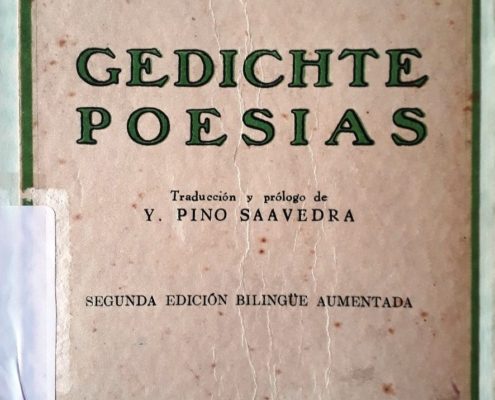 GEDICHTE
POESIAS
Traducción y prólogo de
Y. PINO SAAVEDRA
SEGUNDA EDICIÓN BILINGÜE AUMENTADA